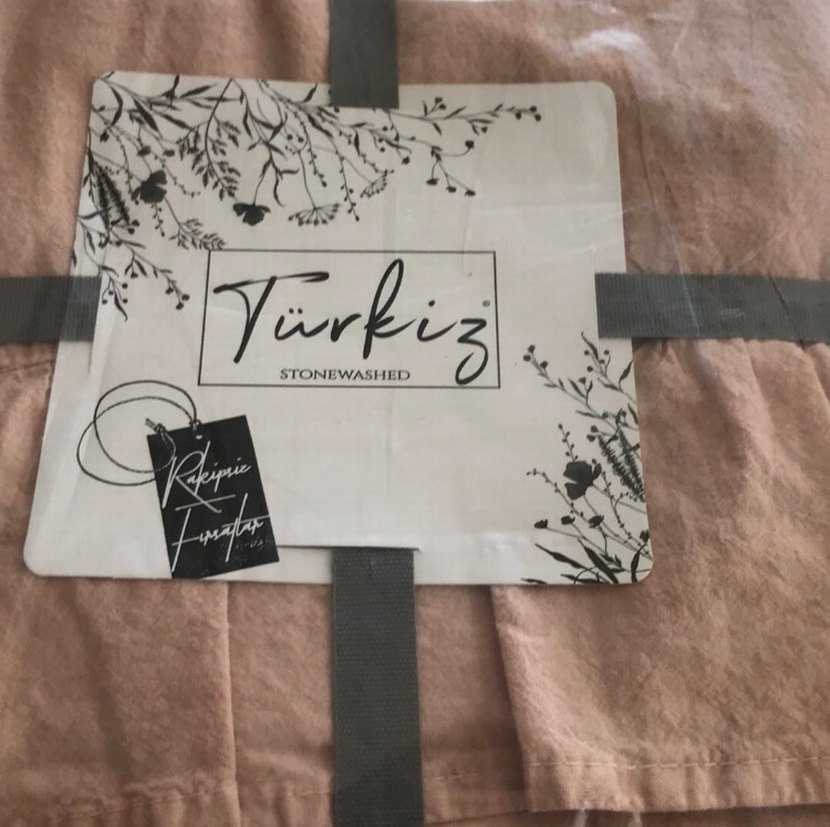 Türkiz®
STONEWASHED
Rakipsiz
Fırsatlar